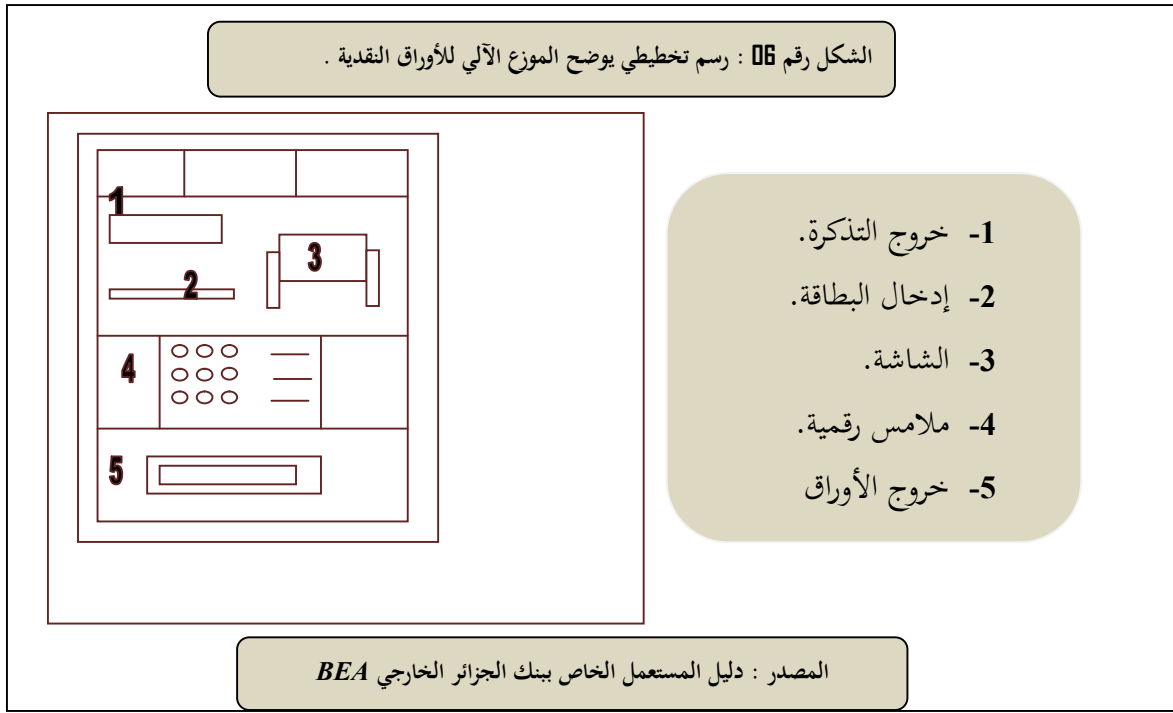 الشكل رقم 06 : رسم تخطيطي يوضح الموزع الآلي للأوراق النقدية .
1
2
3
4
5
1- خروج التذكرة.
2- إدخال البطاقة.
3- الشاشة.
4- ملامس رقمية.
5- خروج الأوراق
المصدر : دليل المستعمل الخاص ببنك الجزائر الخارجي BEA